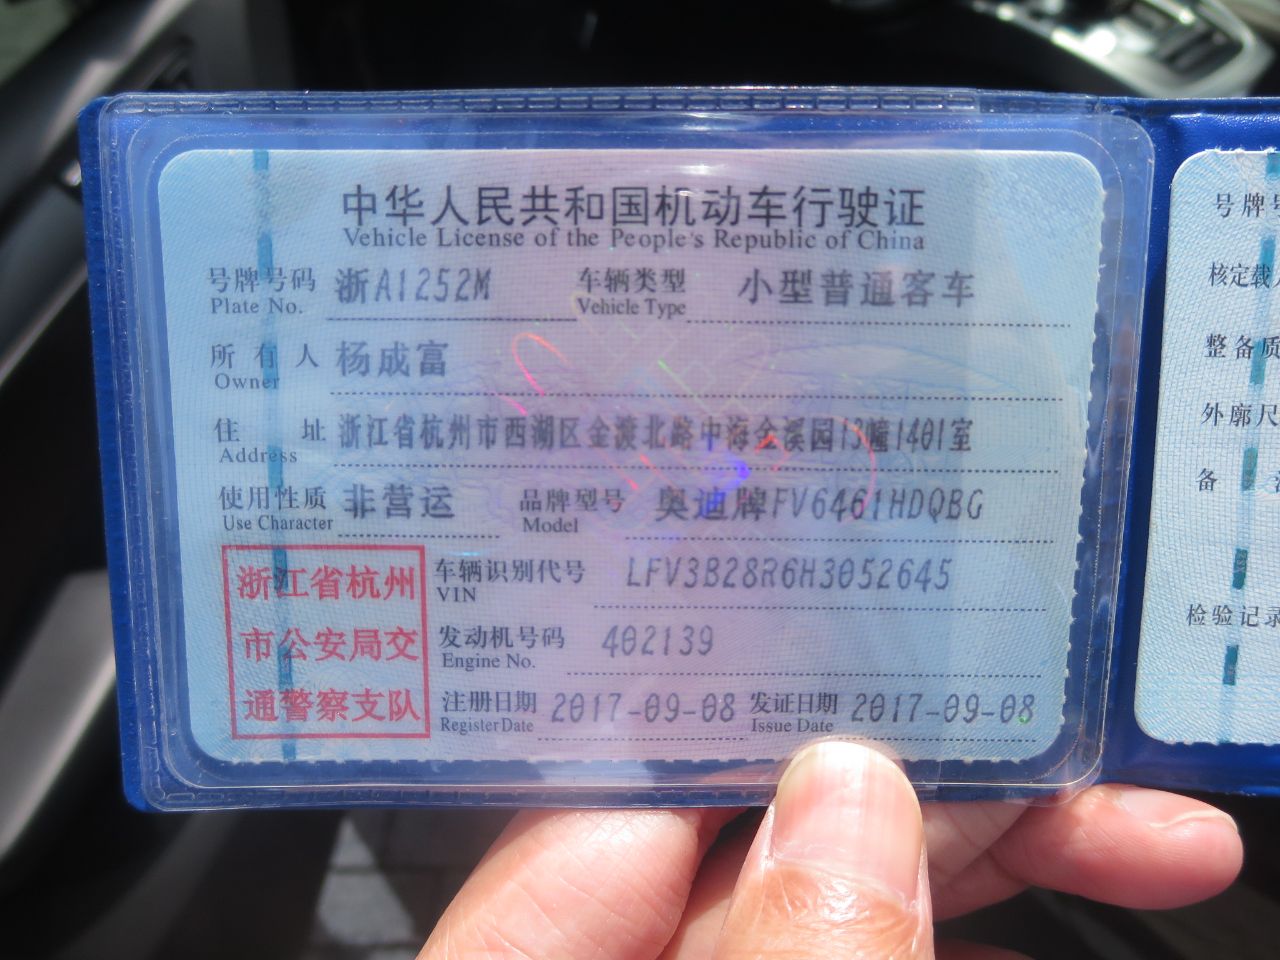 中华人民共和国机动车行驶证
Vehicle License of the People's Republic of China
号牌号码 浙A1252M 车辆类型 小型普通客车
Plate No. Vehicle Type
所有人 杨成富
Owner
住址 浙江省杭州市西湖区金渡北路中海金溪园13幢1401室
Address
使用性质 非营运 品牌型号 奥迪牌FV6461HDQBG
Use Character Model
浙江省杭州
市公安局交
通警察支队
车辆识别代号 LFV3B28R6H3052645
VIN
发动机号码 402139
Engine No.
注册日期 2017-09-08 发证日期 2017-09-08
Register Date Issue Date
号牌号
核定载
整备质
外廓尺
备
检验记录